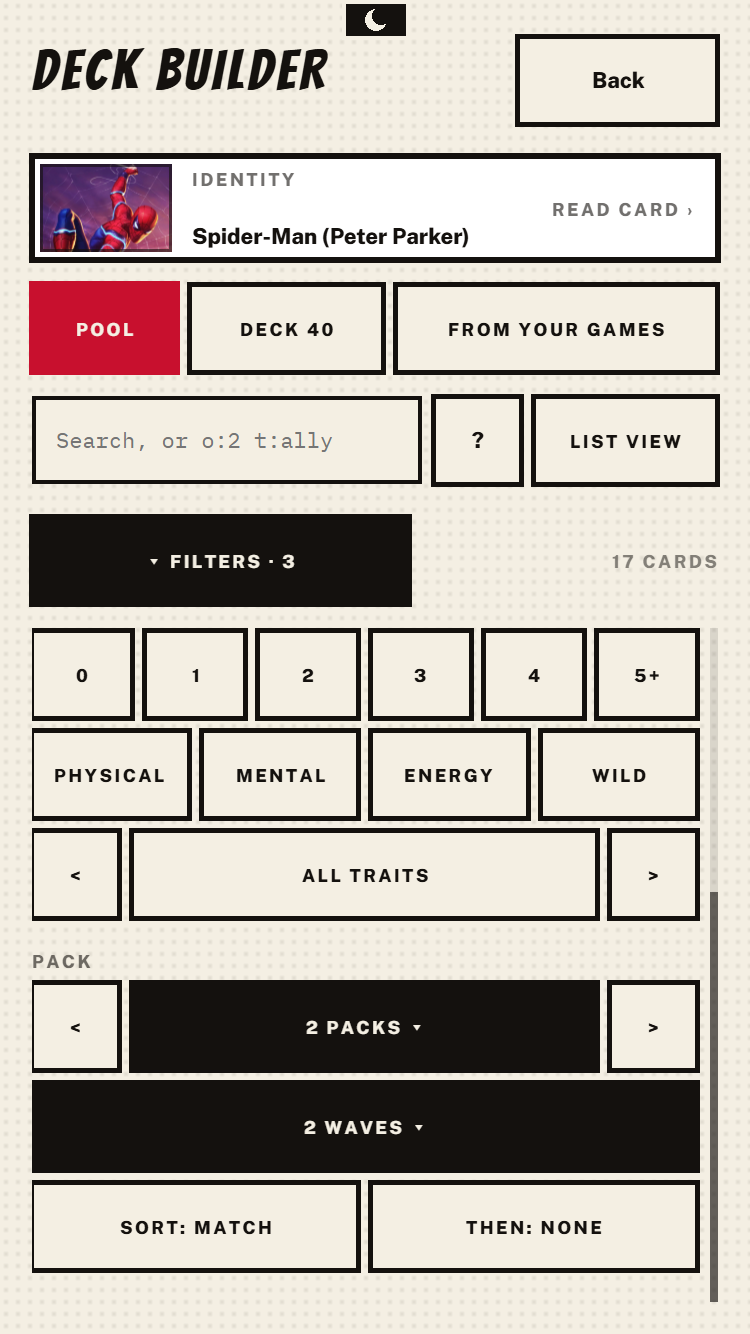 DECK BUILDER
Back
IDENTITY
READ CARD ›
Spider-Man (Peter Parker)
POOL
DECK 40
FROM YOUR GAMES
Search, or o:2 t:ally
?
LIST VIEW
▾ FILTERS · 3
17 CARDS
0 1 2 3 4 5+
PHYSICAL MENTAL ENERGY WILD
< ALL TRAITS >
PACK
< 2 PACKS ▾ >
2 WAVES ▾
SORT: MATCH THEN: NONE